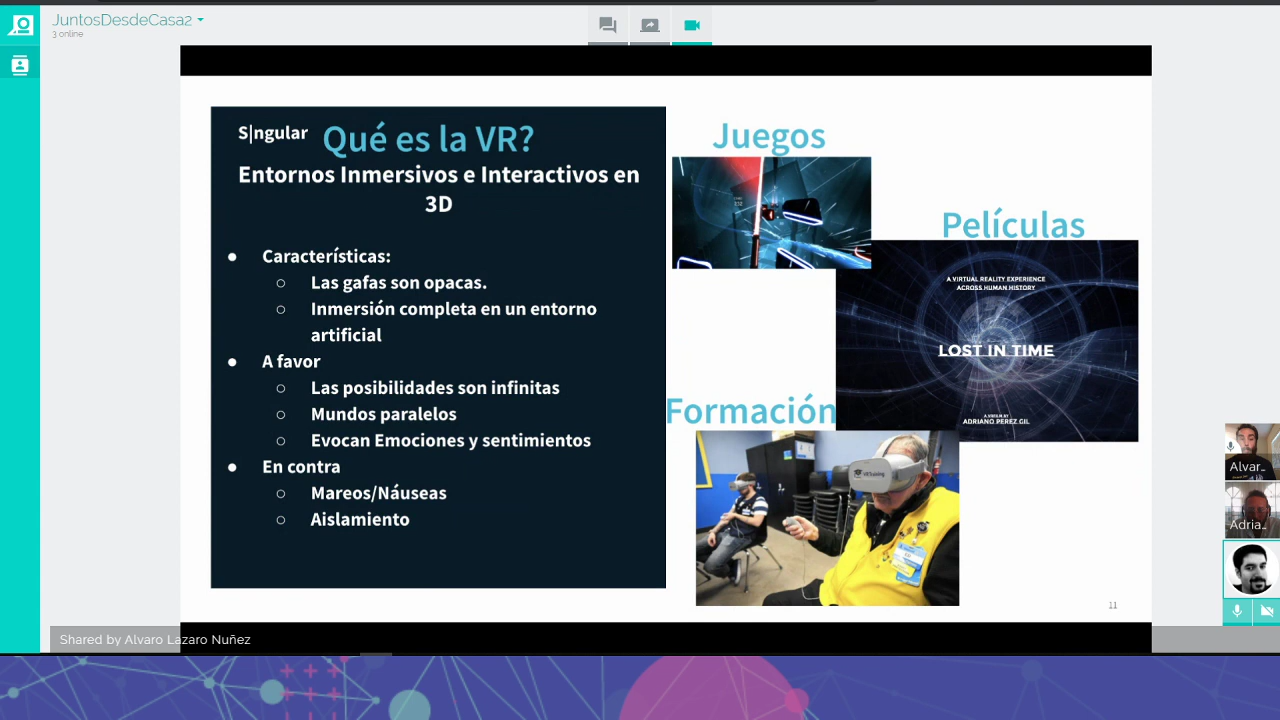 JuntosDesdeCasa2
3 online
S|ngular
Qué es la VR?
Entornos Inmersivos e Interactivos en
3D
Características:
Las gafas son opacas.
Inmersión completa en un entorno
artificial
A favor
Las posibilidades son infinitas
Mundos paralelos
Evocan Emociones y sentimientos
En contra
Mareos/Náuseas
Aislamiento
Juegos
Películas
A VIRTUAL REALITY EXPERIENCE
ACROSS HUMAN HISTORY
LOST IN TIME
ADRIANO PEREZ GIL
Formación
11
Alvar...
Adria...
Shared by Alvaro Lazaro Nuñez